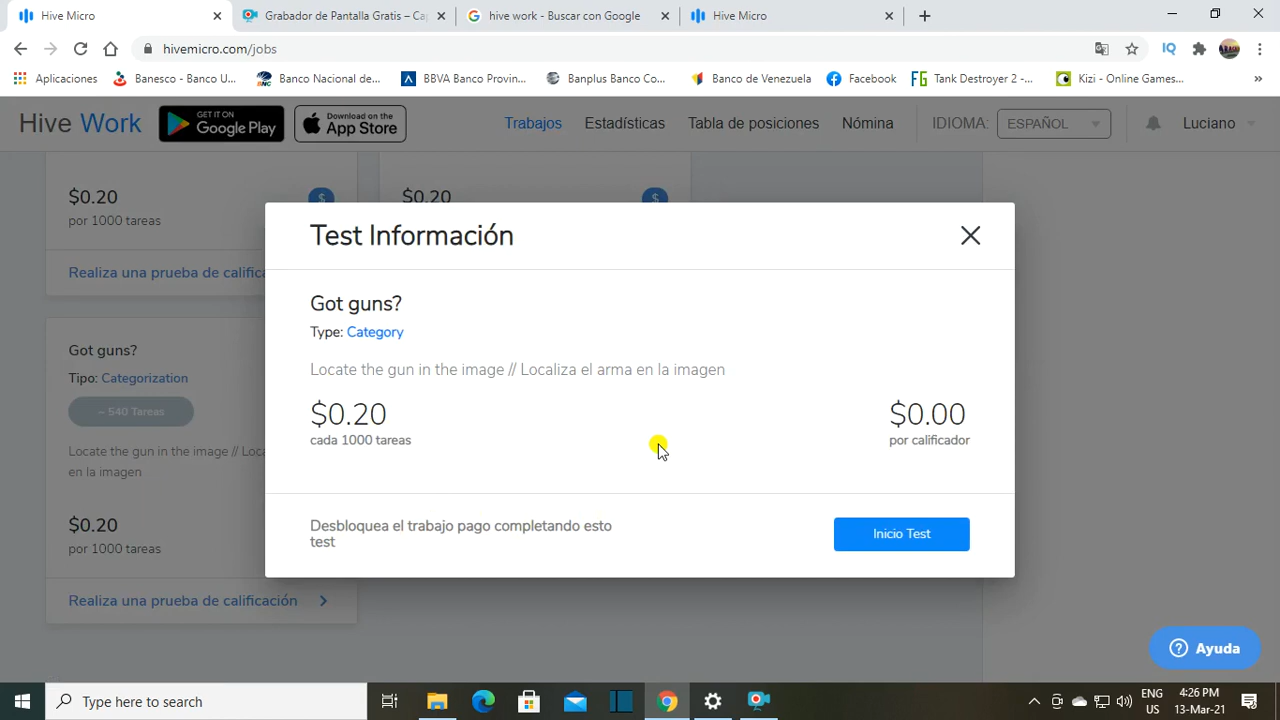 Hive Micro
Grabador de Pantalla Gratis – Ca
hive work - Buscar con Google
Hive Micro
hivemicro.com/jobs
IQ
Aplicaciones
Banesco - Banco U...
Banco Nacional de...
BBVA Banco Provin...
Banplus Banco Co...
Banco de Venezuela
Facebook
Tank Destroyer 2 -...
Kizi - Online Games...
»
Hive Work
GET IT ON
Google Play
Download on the
App Store
Trabajos
Estadísticas
Tabla de posiciones
Nómina
IDIOMA:
ESPAÑOL
Luciano
$0.20
por 1000 tareas
Realiza una prueba de califica
$0.20
$
$
Got guns?
Tipo: Categorization
~ 540 Tareas
Locate the gun in the image // Loca
en la imagen
$0.20
por 1000 tareas
Realiza una prueba de calificación
Test Información
Got guns?
Type: Category
Locate the gun in the image // Localiza el arma en la imagen
$0.20
cada 1000 tareas
$0.00
por calificador
Desbloquea el trabajo pago completando esto
test
Inicio Test
Ayuda
Type here to search
ENG
US
4:26 PM
13-Mar-21